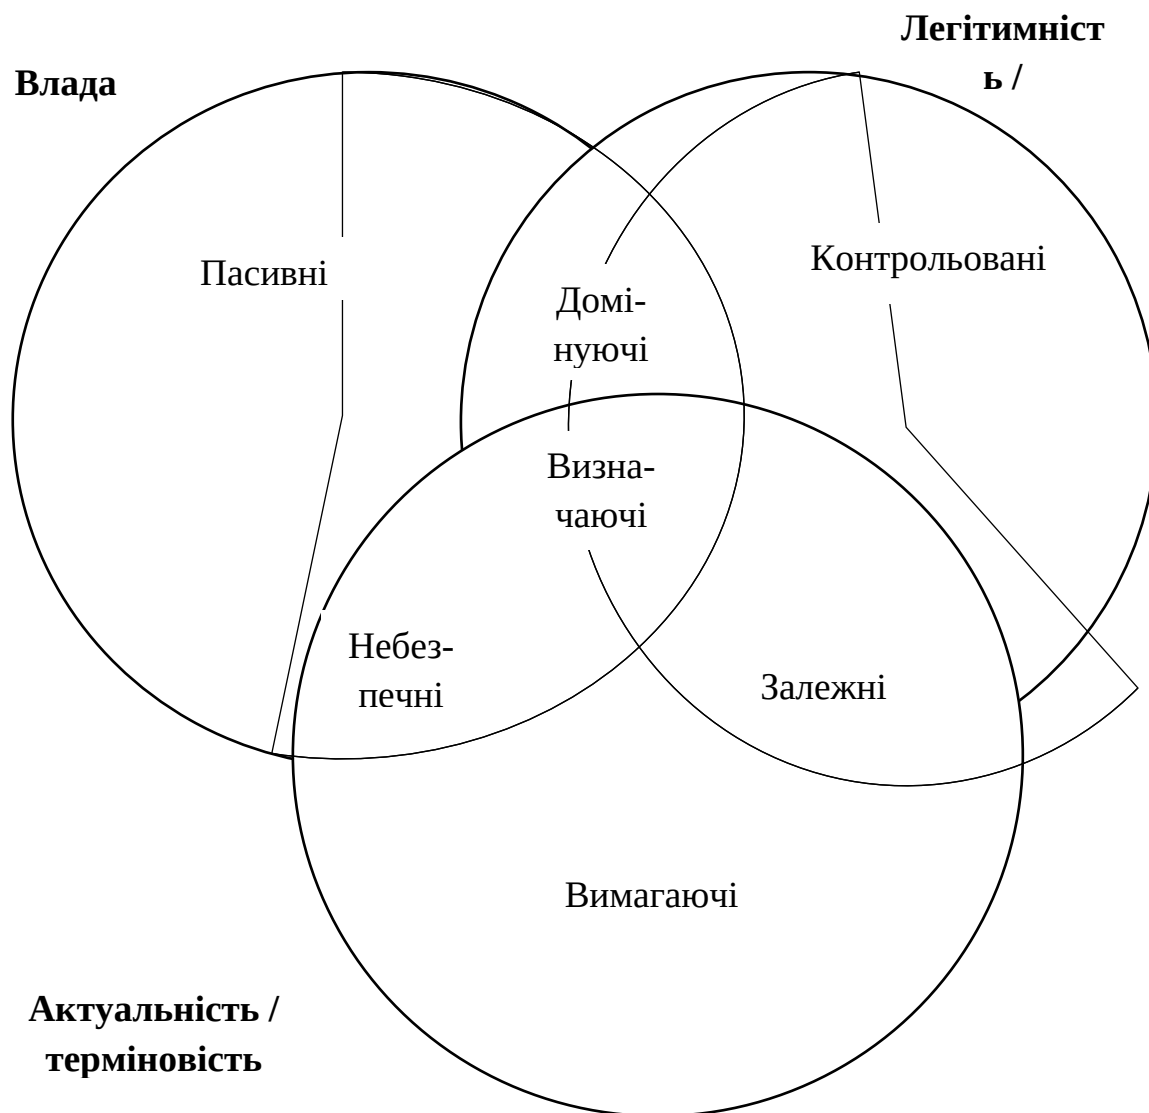 Легітимніст
ь /
Влада
Пасивні
Контрольовані
Домі-
нуючі
Визна-
чаючі
Небез-
печні
Залежні
Вимагаючі
Актуальність /
терміновість